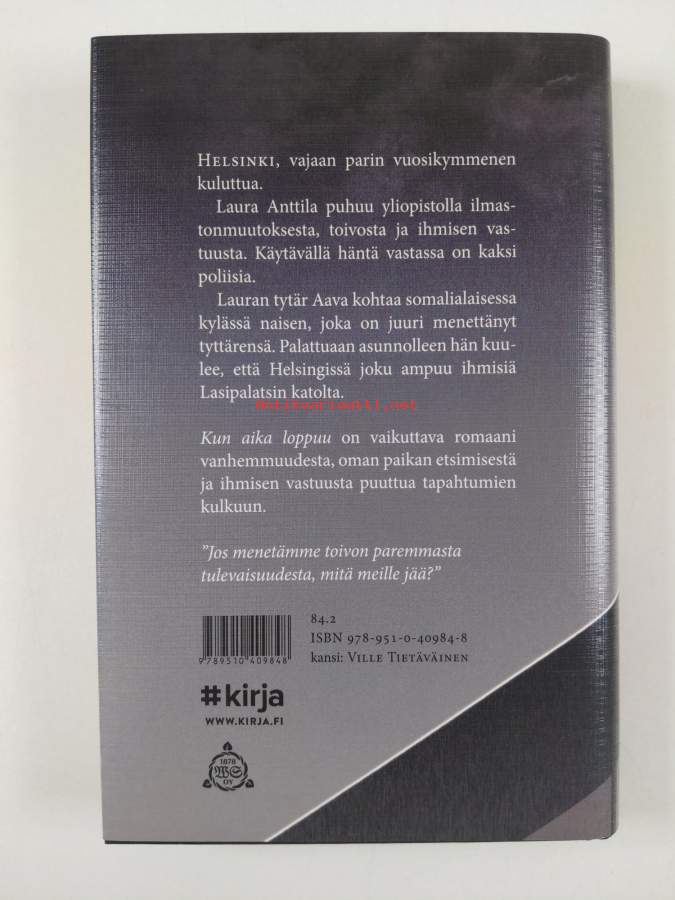 HELSINKI, vajaan parin vuosikymmenen
kuluttua.
Laura Anttila puhuu yliopistolla ilmas-
tonmuutoksesta, toivosta ja ihmisen vas-
tuusta. Käytävällä häntä vastassa on kaksi
poliisia.
Lauran tytär Aava kohtaa somalialaisessa
kylässä naisen, joka on juuri menettänyt
tyttärensä. Palattuaan asunnolleen hän kuu-
lee, että Helsingissä joku ampuu ihmisiä
Lasipalatsin katolta.
Antikvariaatti.net
Kun aika loppuu on vaikuttava romaani
vanhemmuudesta, oman paikan etsimisestä
ja ihmisen vastuusta puuttua tapahtumien
kulkuun.
”Jos menetämme toivon paremmasta
tulevaisuudesta, mitä meille jää?”
84.2
ISBN 978-951-0-40984-8
kansi: VILLE TIETÄVÄINEN
9789510409848
#kirja
WWW.KIRJA.FI
1878
WS
OY